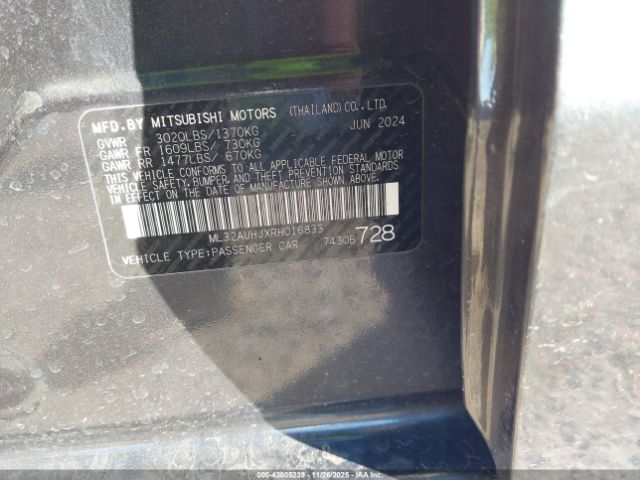 MFD.BY MITSUBISHI MOTORS (THAILAND)CO.,LTD.
GVWR 3020LBS/1370KG JUN 2024
GAWR FR 1609LBS/ 730KG
GAWR RR 1477LBS/ 670KG
THIS VEHICLE CONFORMS TO ALL APPLICABLE FEDERAL MOTOR
VEHICLE SAFETY, BUMPER, AND THEFT PREVENTION STANDARDS
IN EFFECT ON THE DATE OF MANUFACTURE SHOWN ABOVE.
ML32AUHJXRH016833
VEHICLE TYPE:PASSENGER CAR 7430B 728
000-43805239 | 11/26/2025 - IAAI.COM